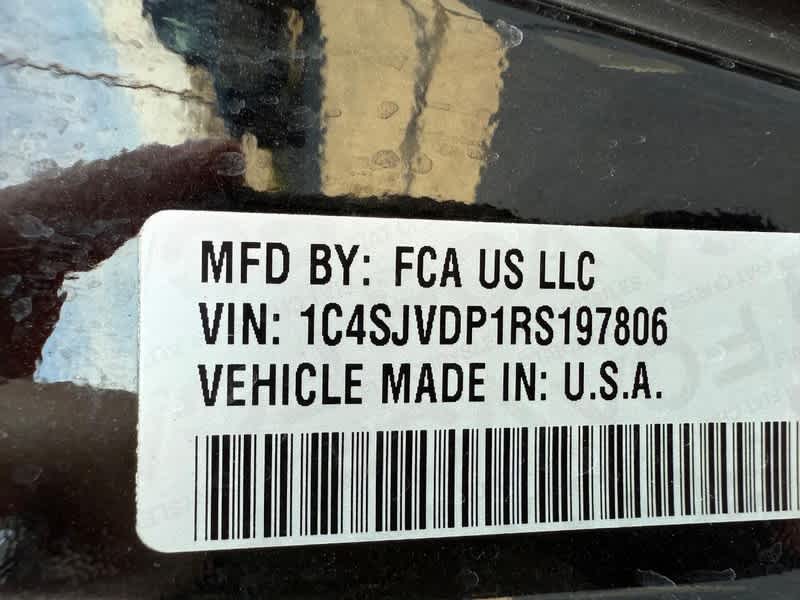 MFD BY: FCA US LLC
VIN: 1C4SJVDP1RS197806
VEHICLE MADE IN: U.S.A.